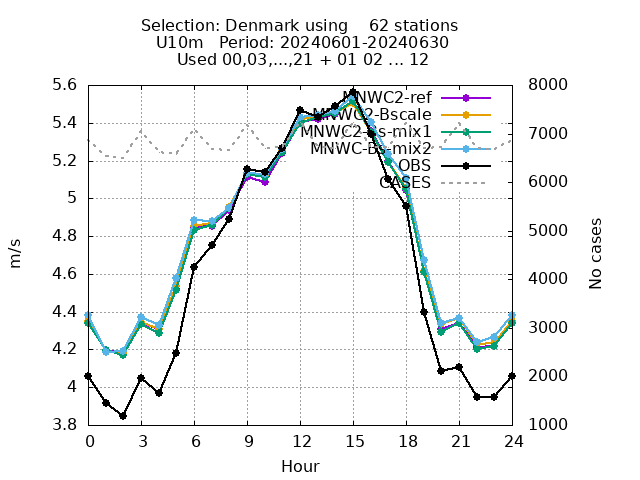 Selection: Denmark using    62 stations
U10m   Period: 20240601-20240630
Used 00,03,...,21 + 01 02 ... 12
5.6
5.4
5.2
5
4.8
4.6
4.4
4.2
4
3.8
m/s
8000
7000
6000
5000
4000
3000
2000
1000
No cases
MNWC2-ref
MNWC2-Bscale
MNWC2-Bs-mix1
MNWC-Bs-mix2
OBS
CASES
0 3 6 9 12 15 18 21 24
Hour